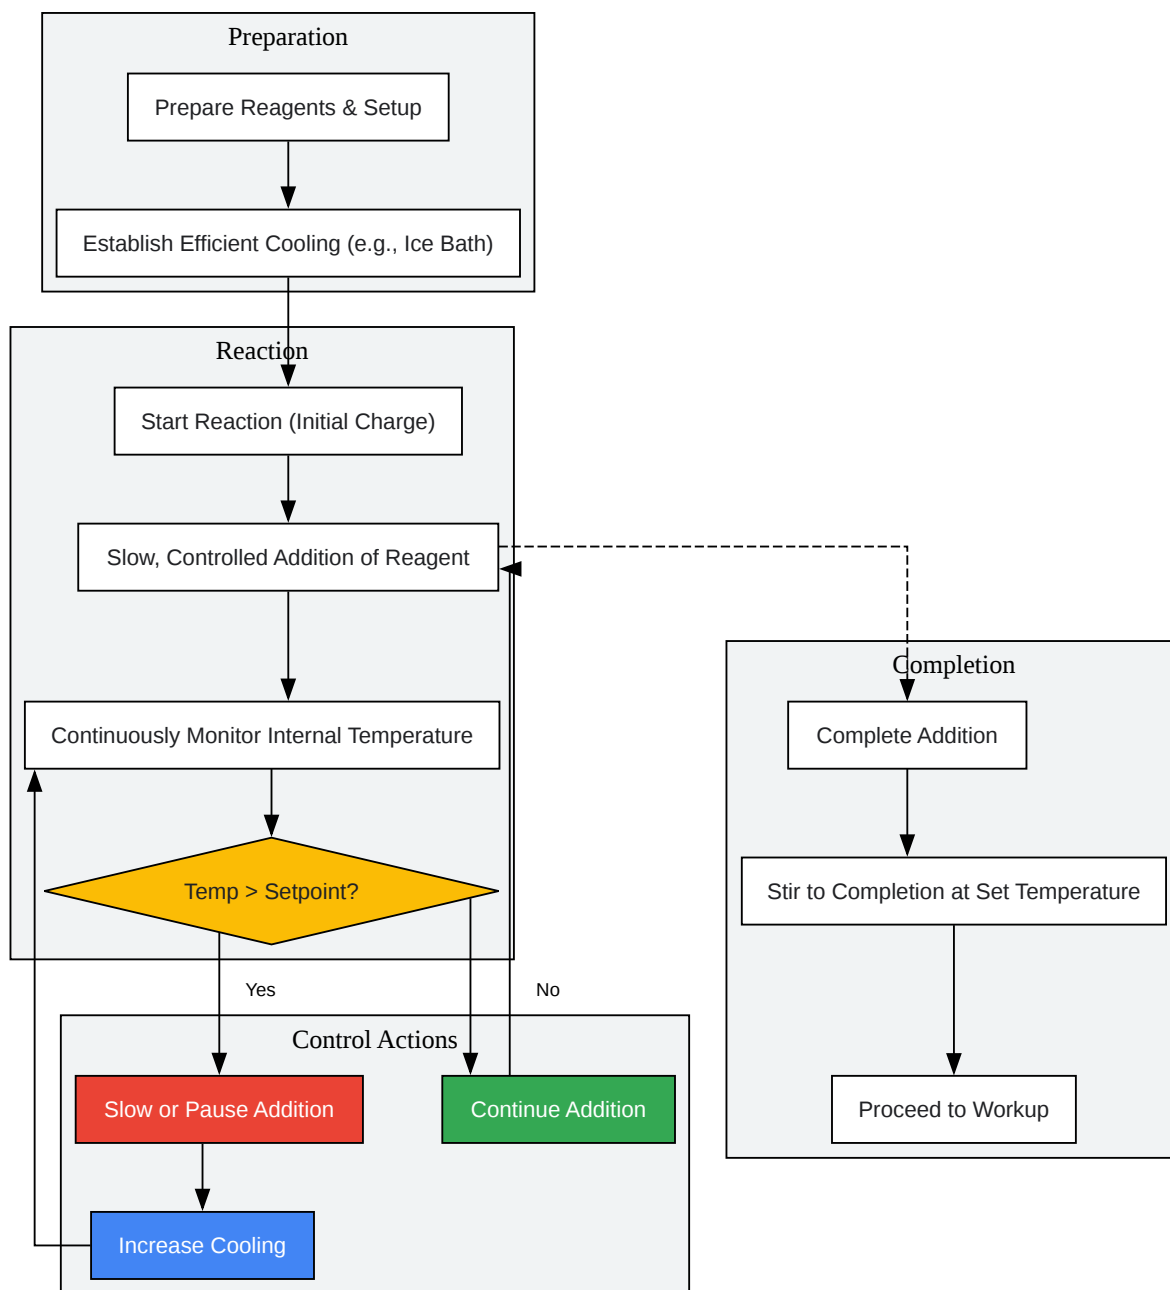 Preparation
Prepare Reagents & Setup
Establish Efficient Cooling (e.g., Ice Bath)
Reaction
Start Reaction (Initial Charge)
Slow, Controlled Addition of Reagent
Continuously Monitor Internal Temperature
Temp > Setpoint?
Yes
No
Control Actions
Slow or Pause Addition
Continue Addition
Increase Cooling
Completion
Complete Addition
Stir to Completion at Set Temperature
Proceed to Workup